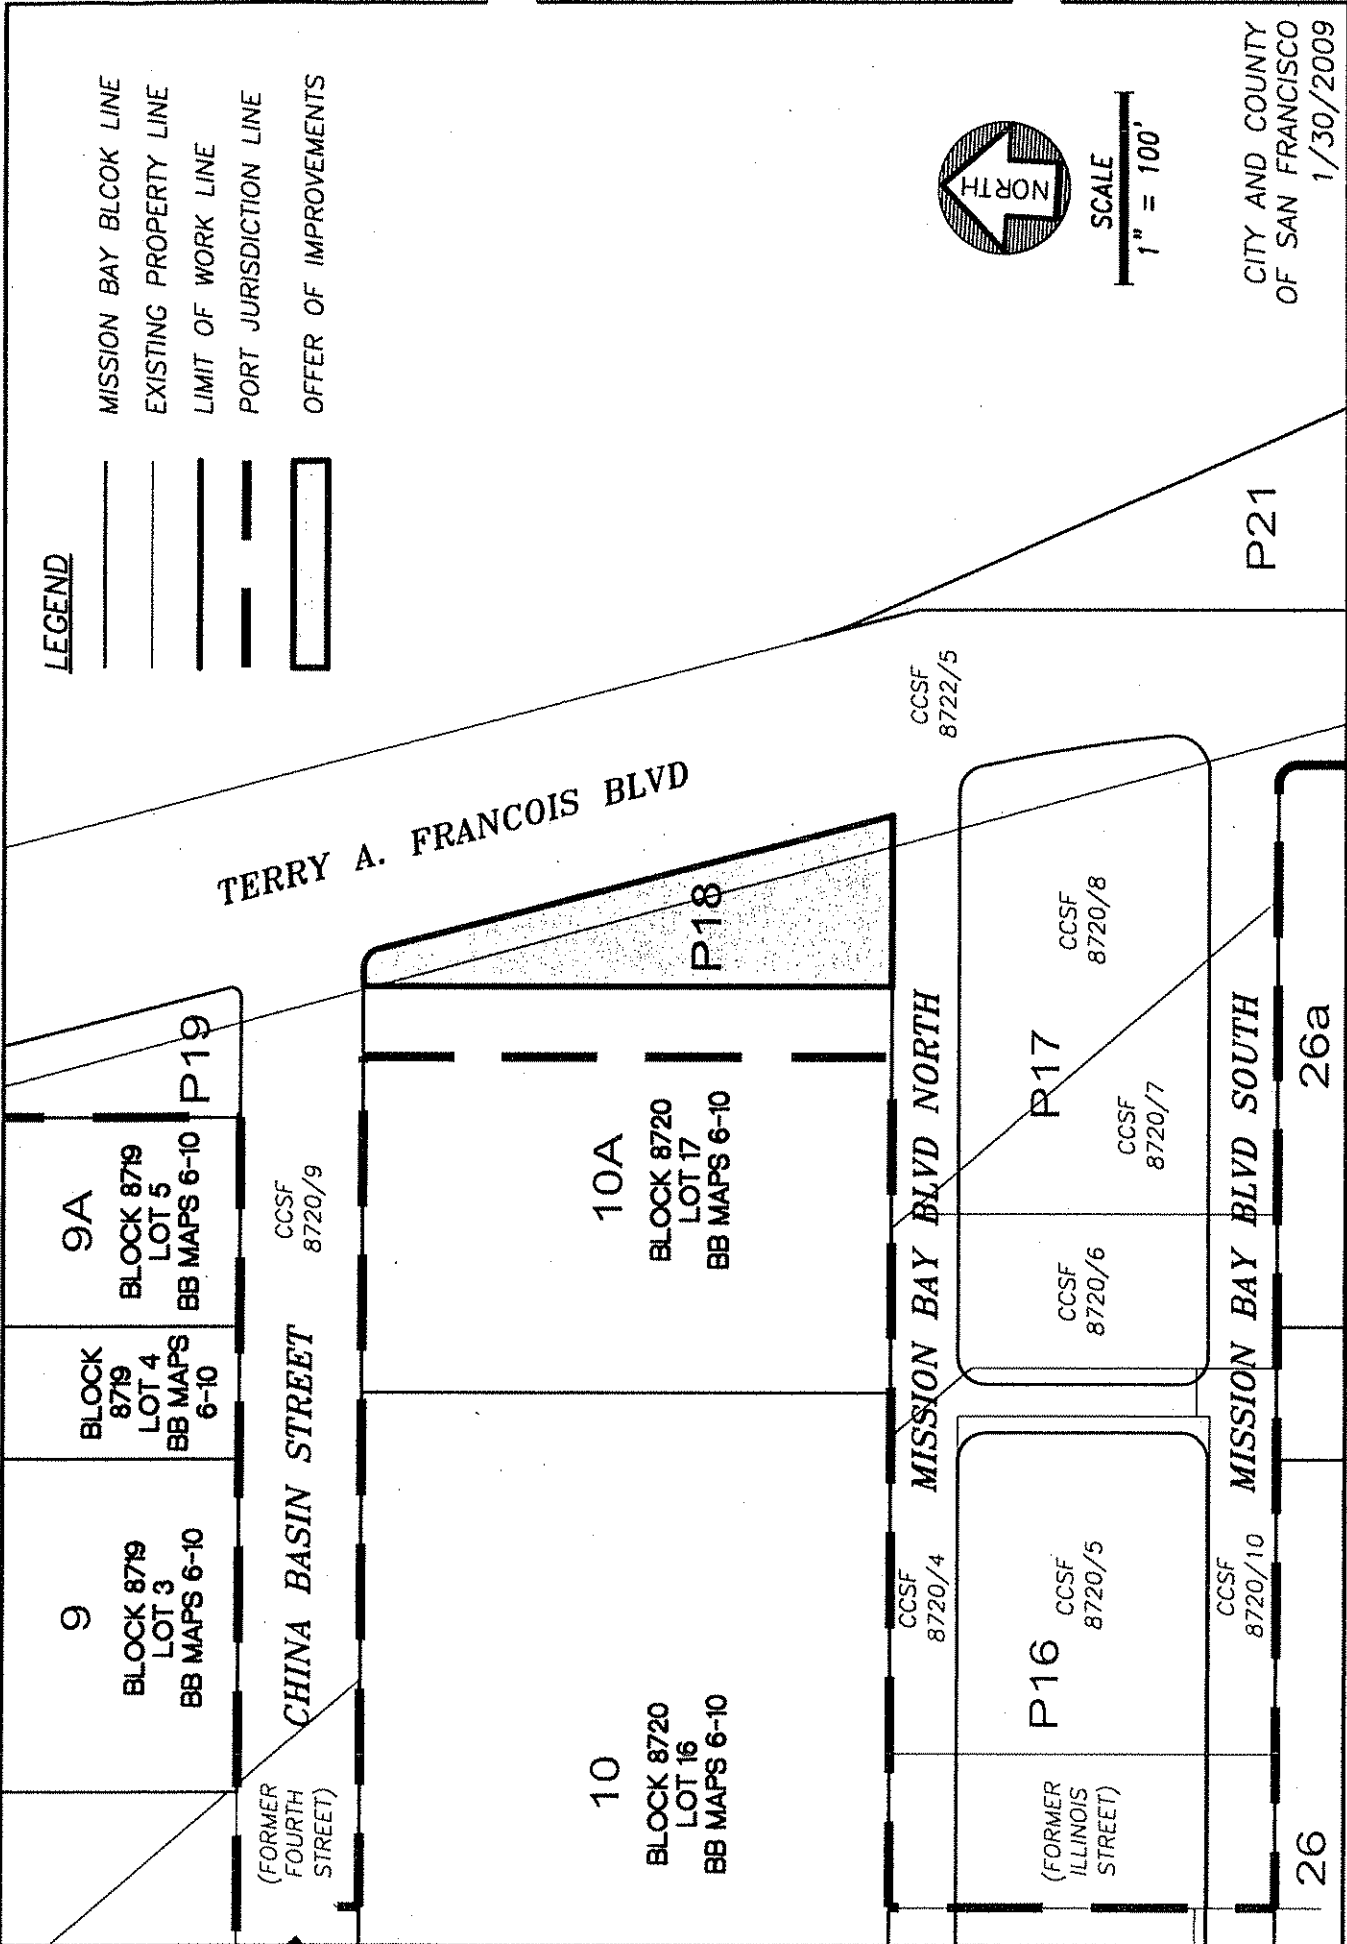 LEGEND
MISSION BAY BLCOK LINE
EXISTING PROPERTY LINE
LIMIT OF WORK LINE
PORT JURISDICTION LINE
OFFER OF IMPROVEMENTS
NORTH
SCALE
1" = 100'
CITY AND COUNTY
OF SAN FRANCISCO
1/30/2009
TERRY A. FRANCOIS BLVD
9
BLOCK 8719
LOT 3
BB MAPS 6-10
BLOCK
8719
LOT 4
BB MAPS
6-10
9A
BLOCK 8719
LOT 5
BB MAPS 6-10
P19
(FORMER
FOURTH
STREET)
CHINA BASIN STREET
CCSF
8720/9
10
BLOCK 8720
LOT 16
BB MAPS 6-10
10A
BLOCK 8720
LOT 17
BB MAPS 6-10
P18
CCSF
8720/4
MISSION BAY BLVD NORTH
CCSF
8722/5
(FORMER
ILLINOIS
STREET)
P16
CCSF
8720/5
CCSF
8720/6
P17
CCSF
8720/7
CCSF
8720/8
P21
CCSF
8720/10
MISSION BAY BLVD SOUTH
26
26a